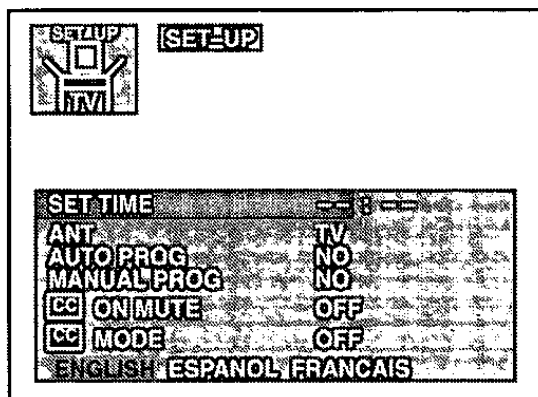 SET-UP
TV
SET-UP
SET TIME --:--
ANT TV
AUTO PROG NO
MANUAL PROG NO
CC ON MUTE OFF
CC MODE OFF
ENGLISH ESPANOL FRANCAIS